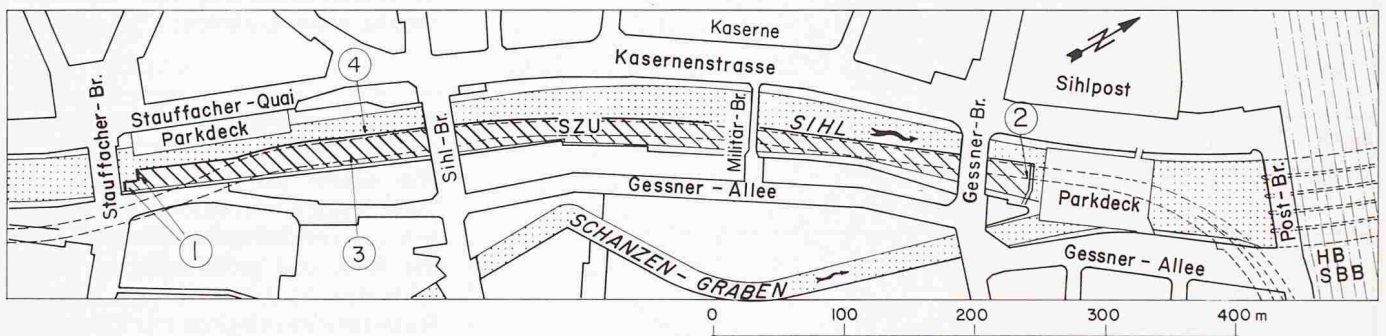 Kaserne
Kasernenstrasse
N
Sihlpost
4
Stauffacher-Br.
Stauffacher-Quai
Parkdeck
Sihl-Br.
SZU
Militär-Br.
SIHL
Gessner-Br.
2
Parkdeck
Post-Br.
Gessner - Allee
1
3
SCHANZEN-GRABEN
Gessner - Allee
HB
SBB
0 100 200 300 400 m